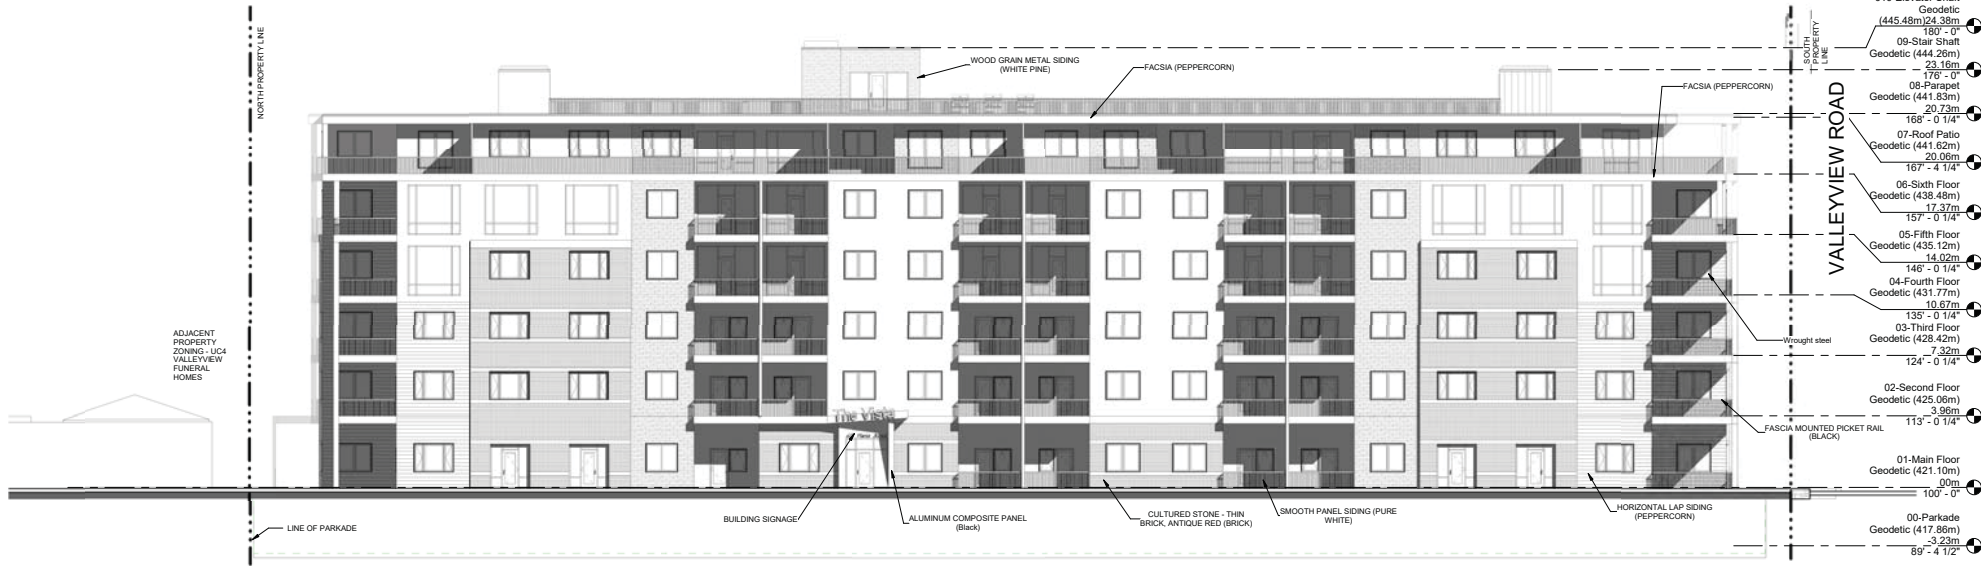 NORTH PROPERTY LINE
ADJACENT
PROPERTY
ZONING - UC4
VALLEYVIEW
FUNERAL
HOMES
LINE OF PARKADE
WOOD GRAIN METAL SIDING
(WHITE PINE)
FACSIA (PEPPERCORN)
FACSIA (PEPPERCORN)
The Vista
BUILDING SIGNAGE
ALUMINUM COMPOSITE PANEL
(Black)
CULTURED STONE - THIN
BRICK, ANTIQUE RED (BRICK)
SMOOTH PANEL SIDING (PURE
WHITE)
HORIZONTAL LAP SIDING
(PEPPERCORN)
Wrought steel
FASCIA MOUNTED PICKET RAIL
(BLACK)
SOUTH
PROPERTY
LINE
VALLEYVIEW ROAD
Geodetic
(445.48m)24.38m
180' - 0"
09-Stair Shaft
Geodetic (444.26m)
23.16m
176' - 0"
08-Parapet
Geodetic (441.83m)
20.73m
168' - 0 1/4"
07-Roof Patio
Geodetic (441.62m)
20.06m
167' - 4 1/4"
06-Sixth Floor
Geodetic (438.48m)
17.37m
157' - 0 1/4"
05-Fifth Floor
Geodetic (435.12m)
14.02m
146' - 0 1/4"
04-Fourth Floor
Geodetic (431.77m)
10.67m
135' - 0 1/4"
03-Third Floor
Geodetic (428.42m)
7.32m
124' - 0 1/4"
02-Second Floor
Geodetic (425.06m)
3.96m
113' - 0 1/4"
01-Main Floor
Geodetic (421.10m)
00m
100' - 0"
00-Parkade
Geodetic (417.86m)
-3.23m
89' - 4 1/2"